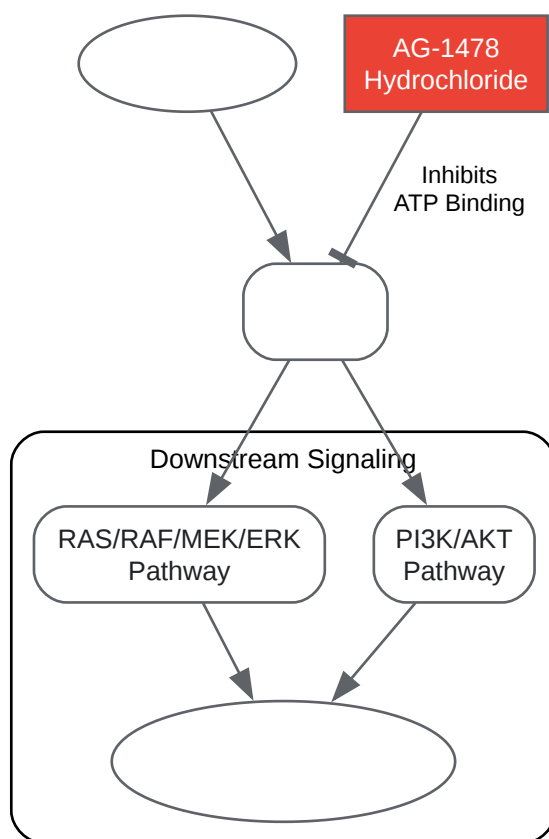 AG-1478
Hydrochloride
Inhibits
ATP Binding
Downstream Signaling
RAS/RAF/MEK/ERK
Pathway
PI3K/AKT
Pathway